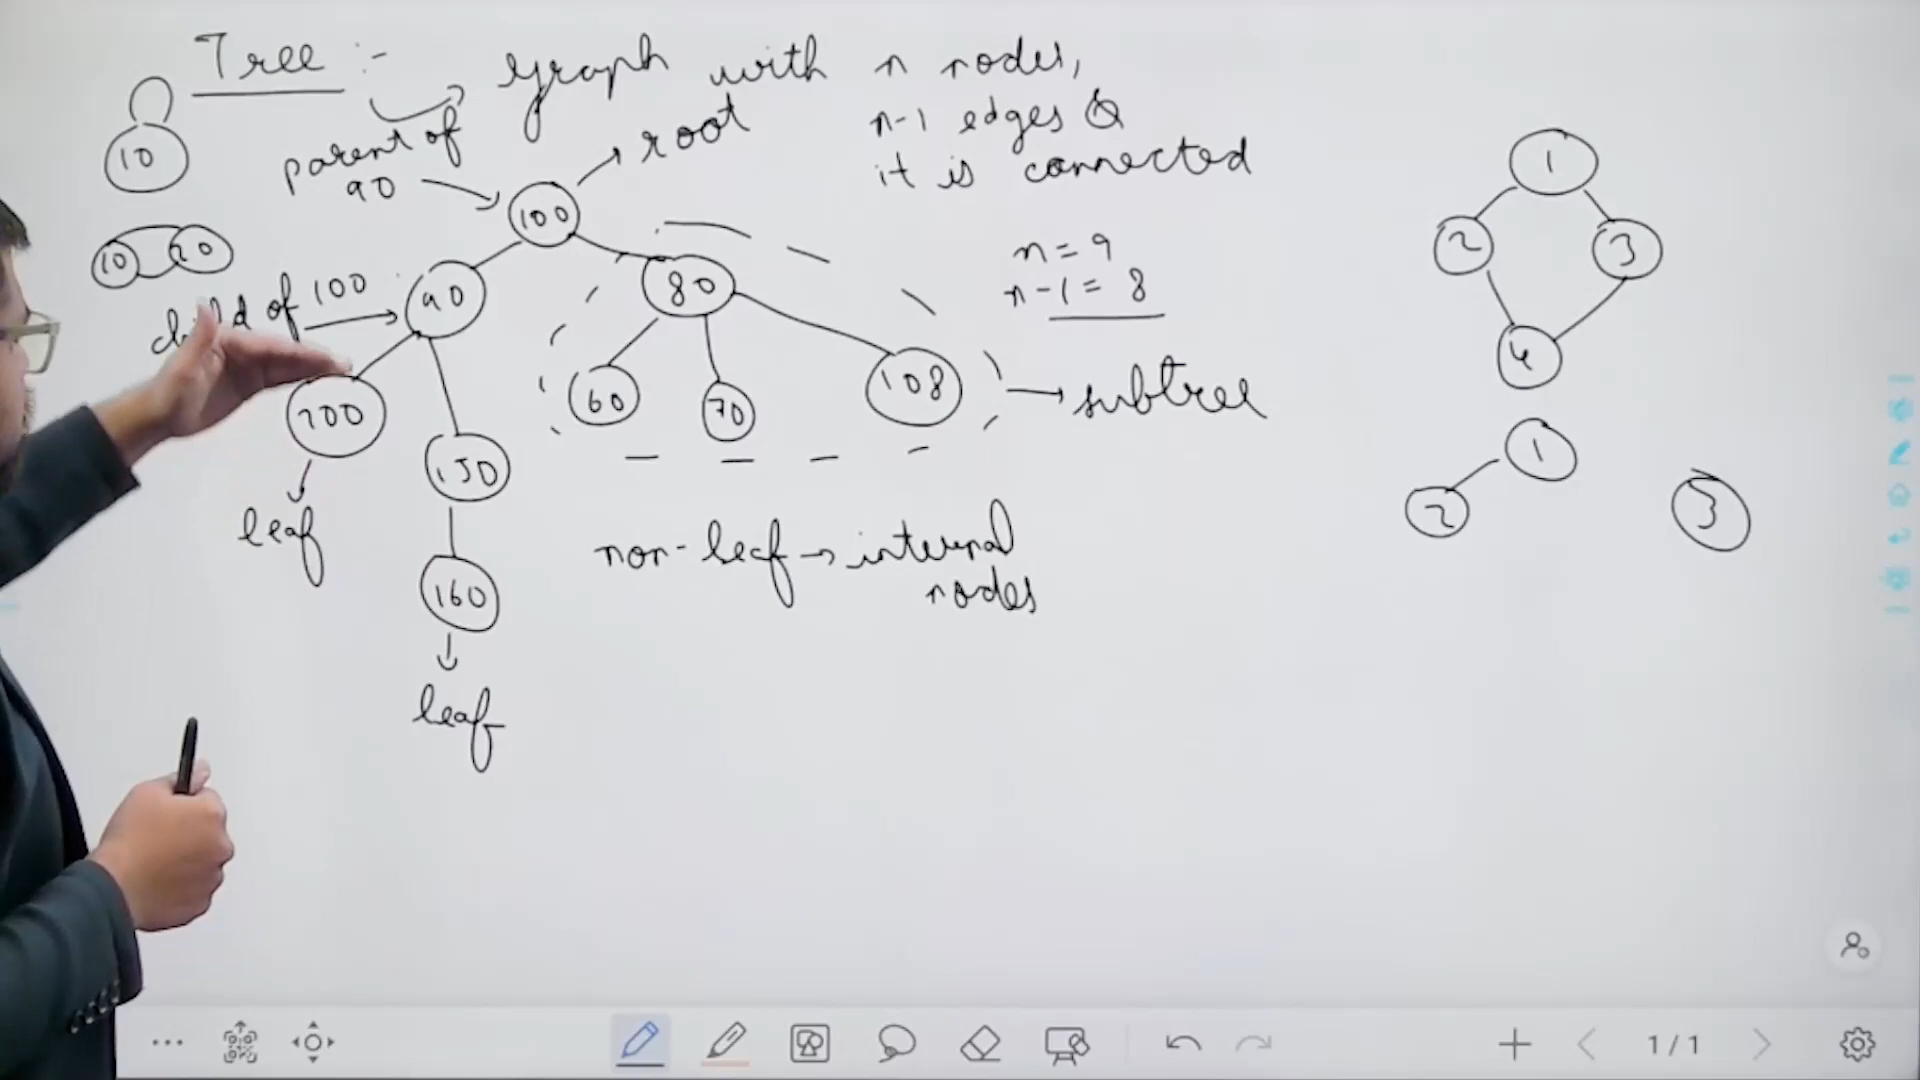 Tree :-
graph with n nodes,
n-1 edges &
it is connected
10
parent of
90
root
100
10 20
child of 100
90
80
n = 9
n-1 = 8
60
70
108
subtree
150
leaf
160
non-leaf → internal
nodes
leaf
1
2
3
4
1
2
3
1/1